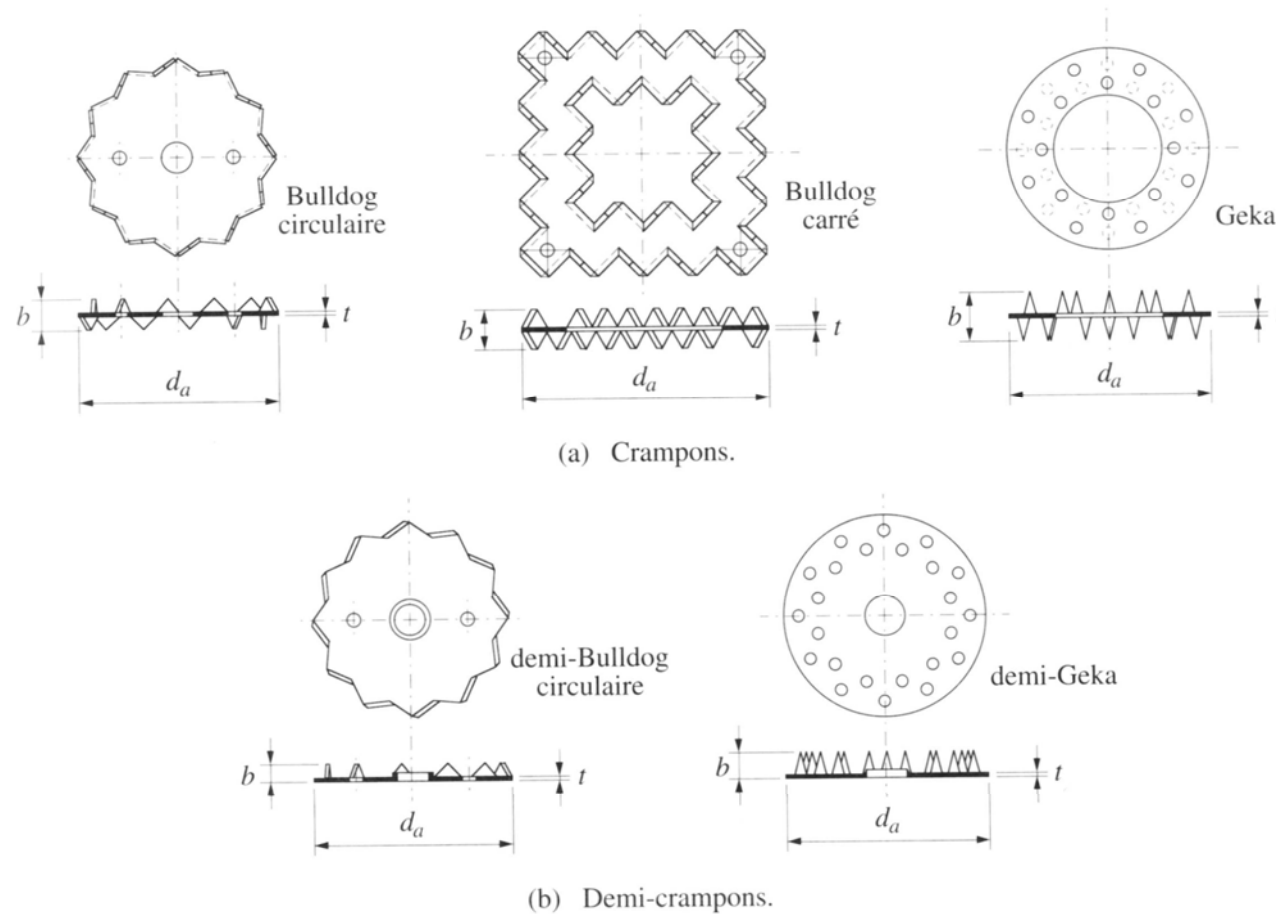 Bulldog
circulaire
b
t
d_a
Bulldog
carré
b
t
d_a
Geka
b
d_a
(a) Crampons.
demi-Bulldog
circulaire
b
t
d_a
demi-Geka
b
t
d_a
(b) Demi-crampons.